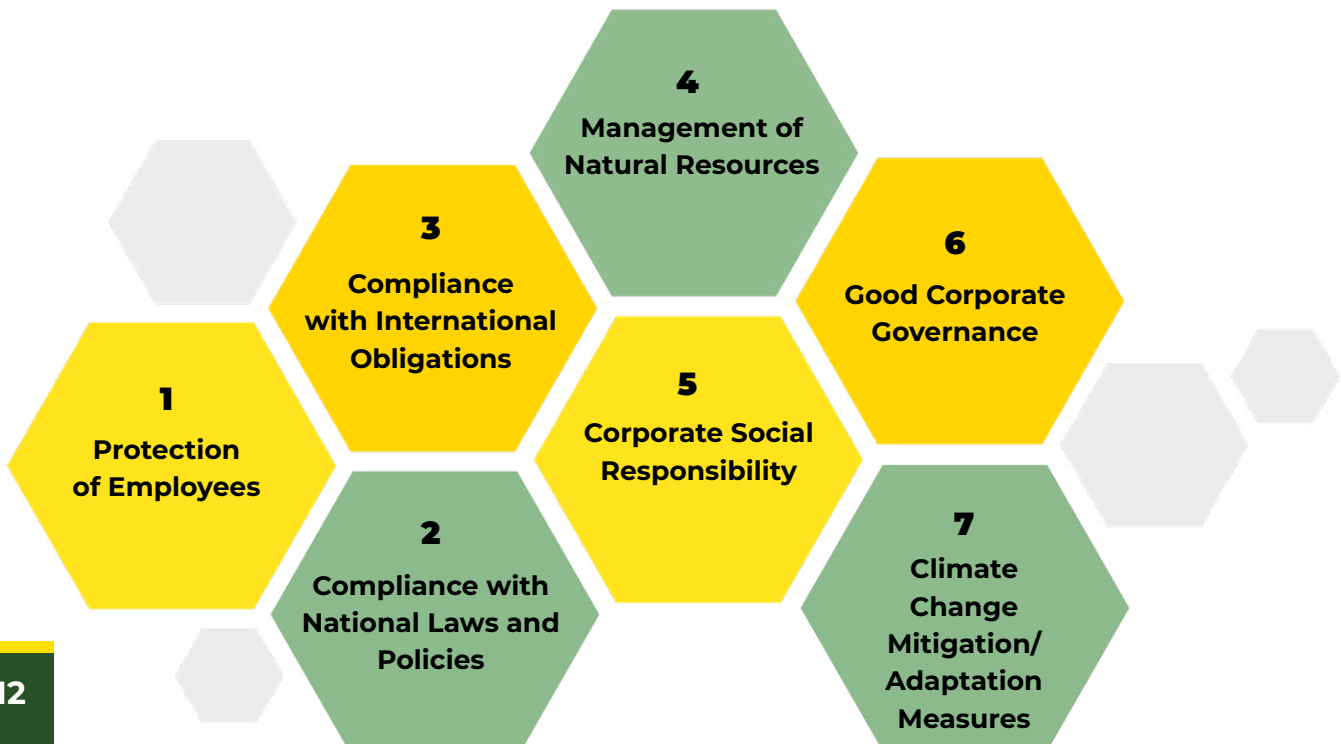 1
Protection
of Employees
2
Compliance with
National Laws and
Policies
3
Compliance
with International
Obligations
4
Management of
Natural Resources
5
Corporate Social
Responsibility
6
Good Corporate
Governance
7
Climate
Change
Mitigation/
Adaptation
Measures
12